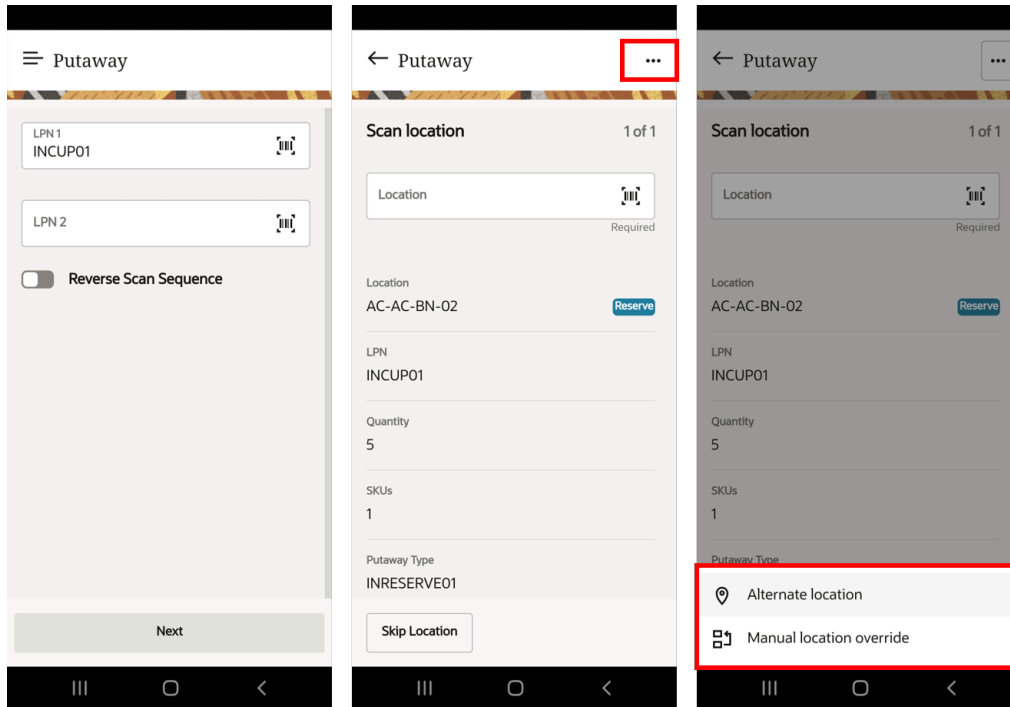 Putaway
LPN 1
INCUP01
LPN 2
Reverse Scan Sequence
Next
Putaway
Scan location
1 of 1
Location
Required
Location
AC-AC-BN-02
Reserve
LPN
INCUP01
Quantity
5
SKUs
1
Putaway Type
INRESERVE01
Skip Location
Putaway
Scan location
1 of 1
Location
Required
Location
AC-AC-BN-02
Reserve
LPN
INCUP01
Quantity
5
SKUs
1
Putaway Type
Alternate location
Manual location override